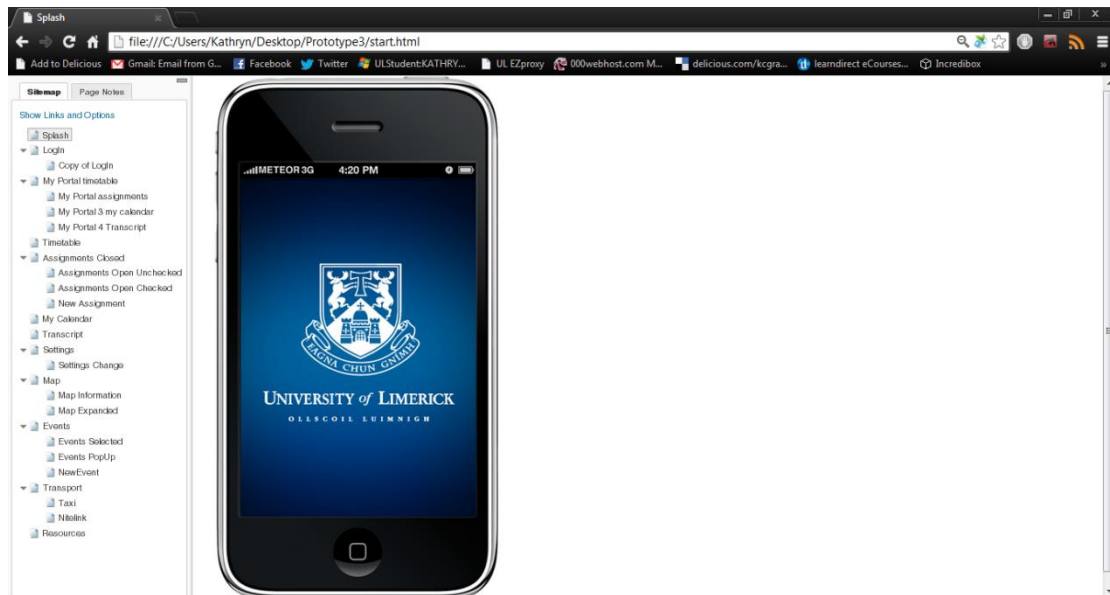 Splash
file:///C:/Users/Kathryn/Desktop/Prototype3/start.html
Add to Delicious Gmail: Email from G... Facebook Twitter ULStudent:KATHRY... UL EZproxy 000webhost.com M... delicious.com/kcgra... learndirect eCourses... Incredibox »
Sitemap Page Notes
Show Links and Options
Splash
LogIn
Copy of LogIn
My Portal timetable
My Portal assignments
My Portal 3 my calendar
My Portal 4 Transcript
Timetable
Assignments Closed
Assignments Open Unchecked
Assignments Open Checked
New Assignment
My Calendar
Transcript
Settings
Settings Change
Map
Map Information
Map Expanded
Events
Events Selected
Events PopUp
NewEvent
Transport
Taxi
Nitelink
Resources
METEOR 3G 4:20 PM
EAGNA CHUN GNÍMH
UNIVERSITY of LIMERICK
OLLSCOIL LUIMNIGH